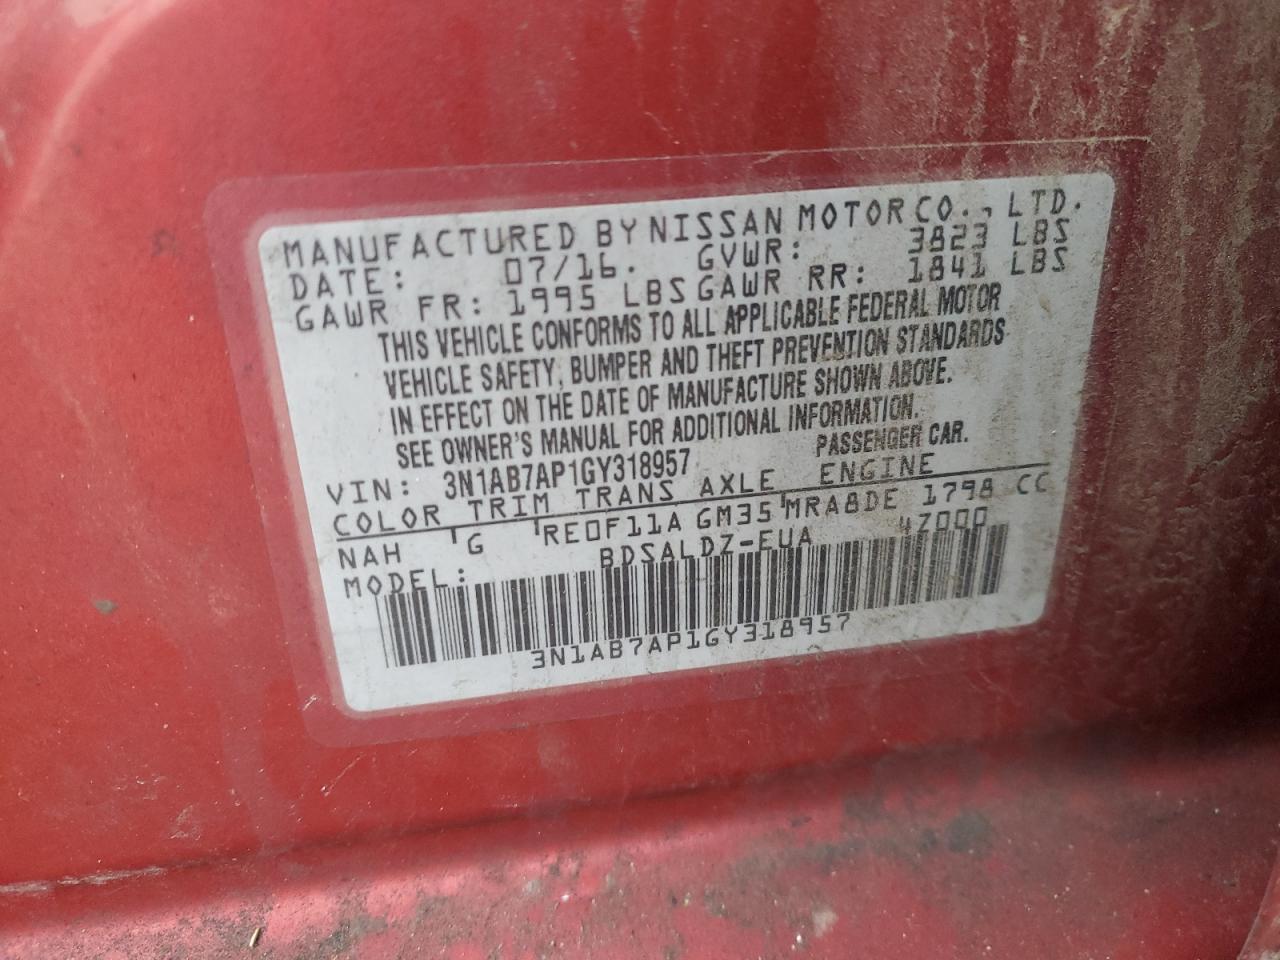 MANUFACTURED BY NISSAN MOTOR CO., LTD.
DATE: 07/16. GVWR: 3823 LBS
GAWR FR: 1995 LBS GAWR RR: 1841 LBS
THIS VEHICLE CONFORMS TO ALL APPLICABLE FEDERAL MOTOR
VEHICLE SAFETY, BUMPER AND THEFT PREVENTION STANDARDS
IN EFFECT ON THE DATE OF MANUFACTURE SHOWN ABOVE.
SEE OWNER'S MANUAL FOR ADDITIONAL INFORMATION.
VIN: 3N1AB7AP1GY318957 PASSENGER CAR.
COLOR TRIM TRANS AXLE ENGINE
NAH G RE0F11A GM35 MRA8DE 1798 CC
MODEL: BDSALDZ-EUA 4Z000
3N1AB7AP1GY318957